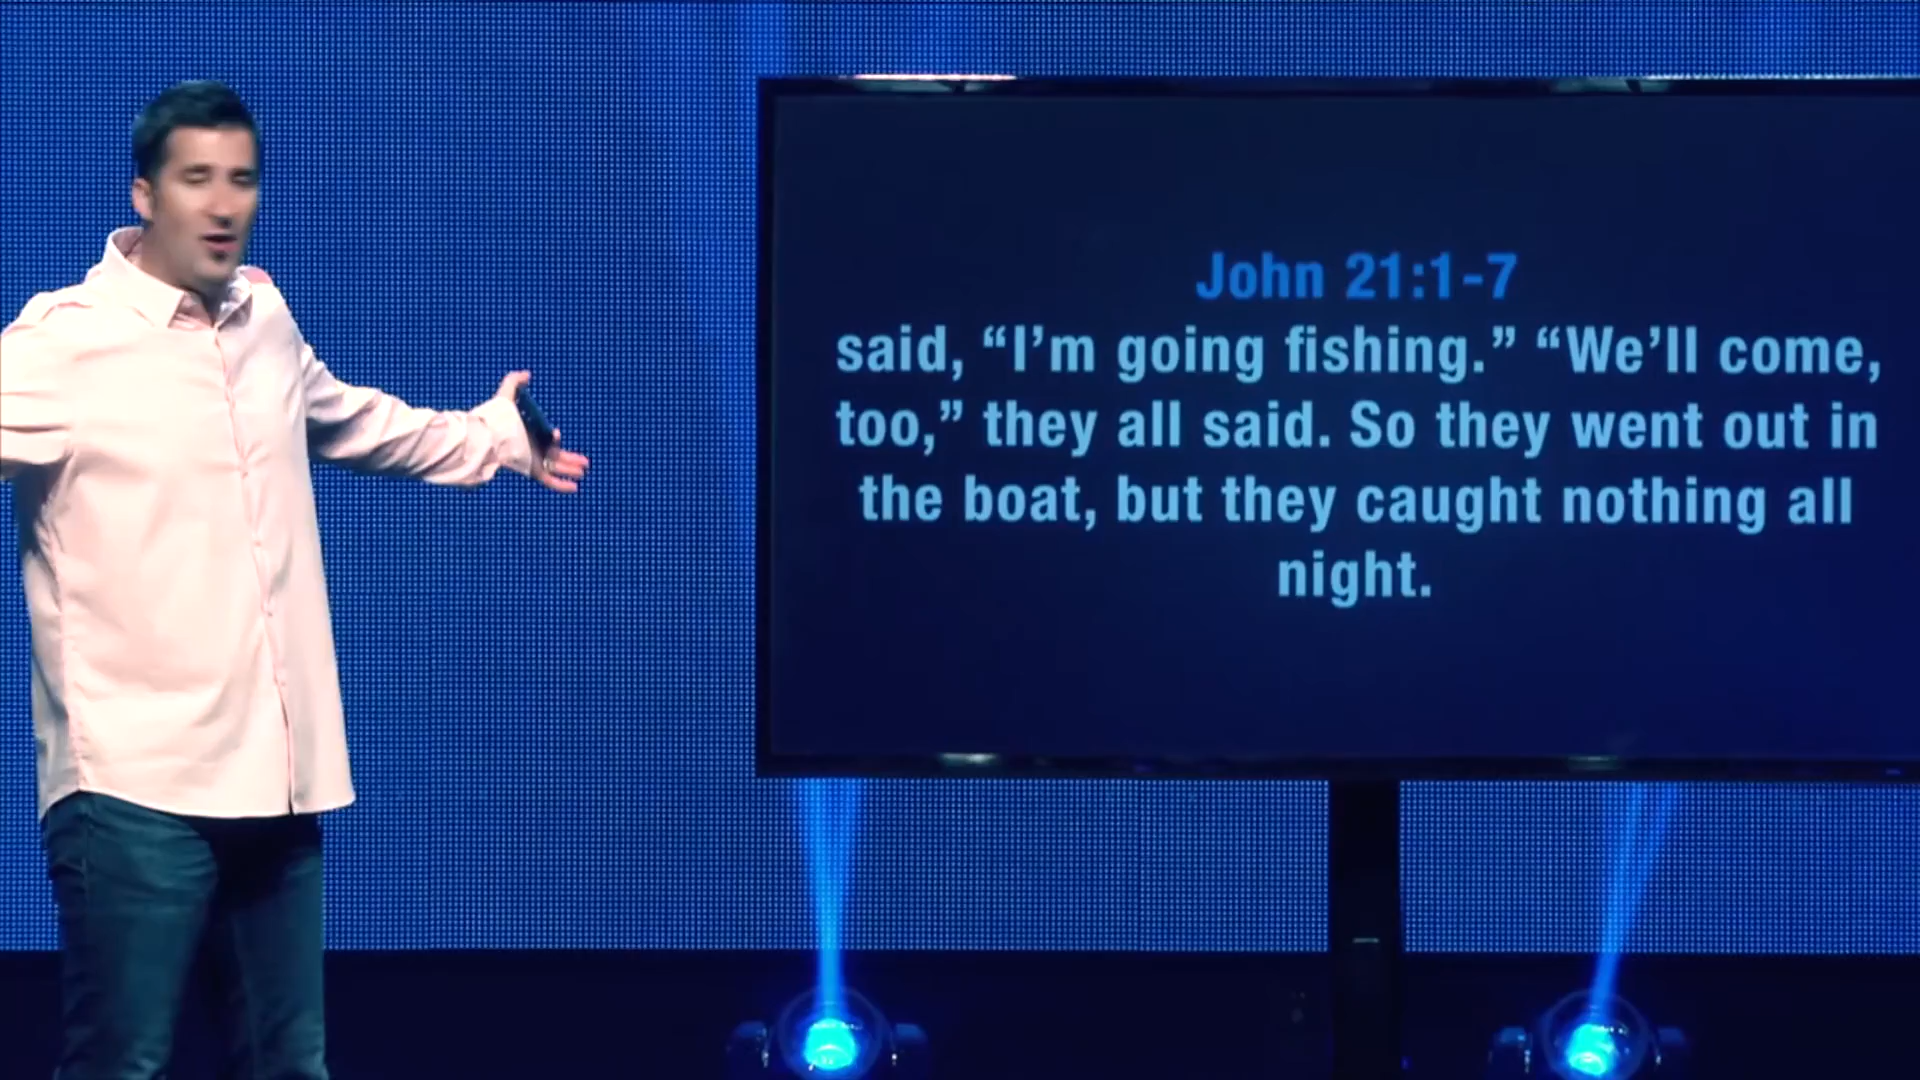 John 21:1-7
said, “I’m going fishing.” “We’ll come,
too,” they all said. So they went out in
the boat, but they caught nothing all
night.